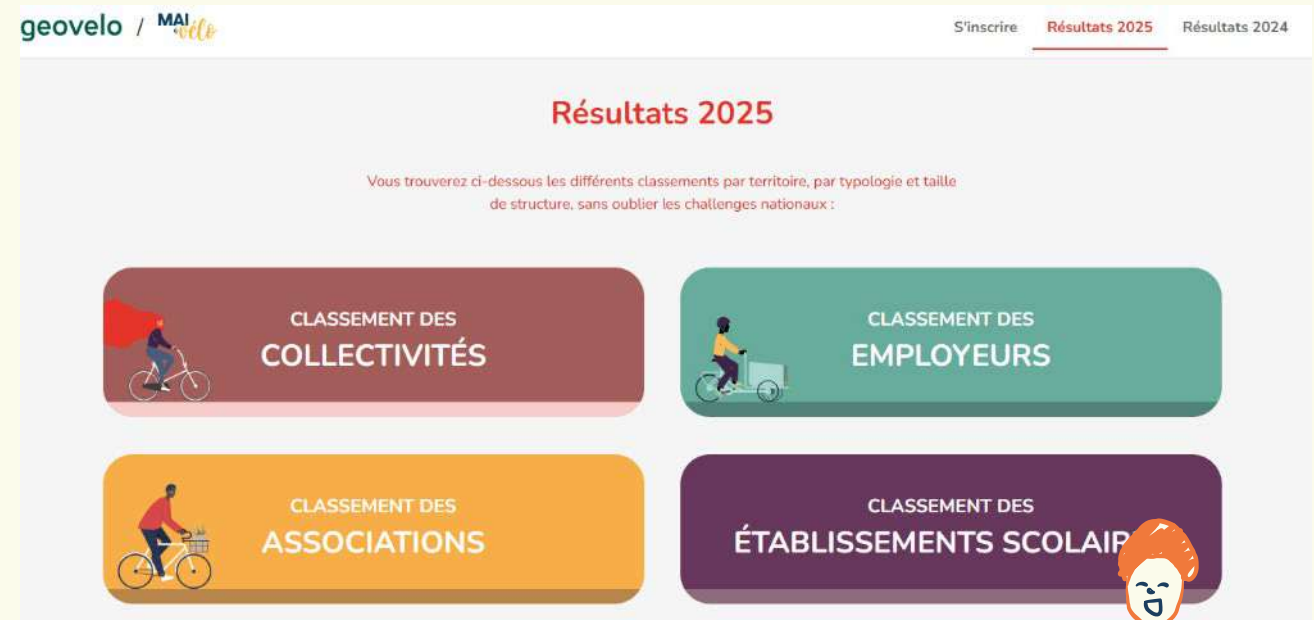 geovelo / MAI à vélo
S'inscrire Résultats 2025 Résultats 2024
Résultats 2025
Vous trouverez ci-dessous les différents classements par territoire, par typologie et taille
de structure, sans oublier les challenges nationaux :
CLASSEMENT DES
COLLECTIVITÉS
CLASSEMENT DES
EMPLOYEURS
CLASSEMENT DES
ASSOCIATIONS
CLASSEMENT DES
ÉTABLISSEMENTS